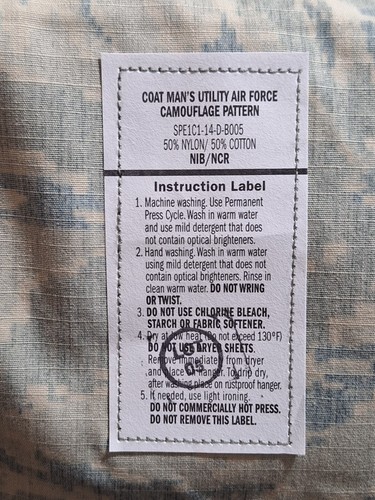 COAT MAN'S UTILITY AIR FORCE
CAMOUFLAGE PATTERN
SPE1C1-14-D-B005
50% NYLON/ 50% COTTON
NIB/NCR
Instruction Label
1. Machine washing. Use Permanent
Press Cycle. Wash in warm water
and use mild detergent that does
not contain optical brighteners.
2. Hand washing. Wash in warm water
using mild detergent that does not
contain optical brighteners. Rinse in
clean warm water. DO NOT WRING
OR TWIST.
3. DO NOT USE CHLORINE BLEACH,
STARCH OR FABRIC SOFTENER.
4. Dry at low heat (Do not exceed 130°F)
DO NOT USE DRYER SHEETS.
Remove immediately from dryer
and place on hanger. To drip dry,
after washing place on rustproof hanger.
5. If needed, use light ironing.
DO NOT COMMERCIALLY HOT PRESS.
DO NOT REMOVE THIS LABEL.